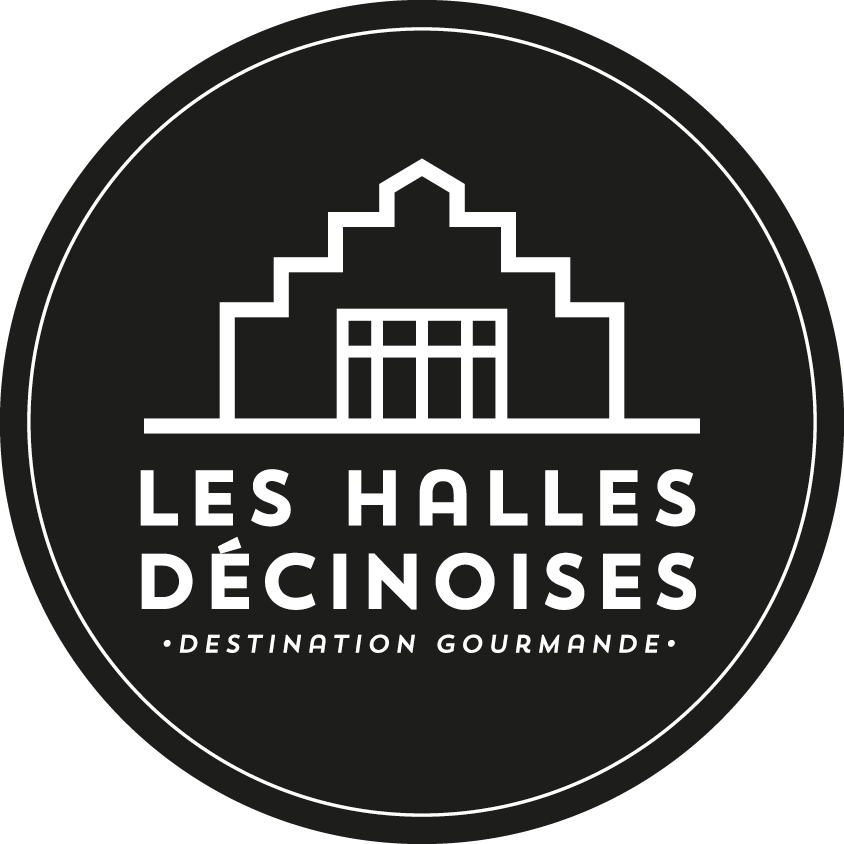 LES HALLES
DÉCINOISES
•DESTINATION GOURMANDE•